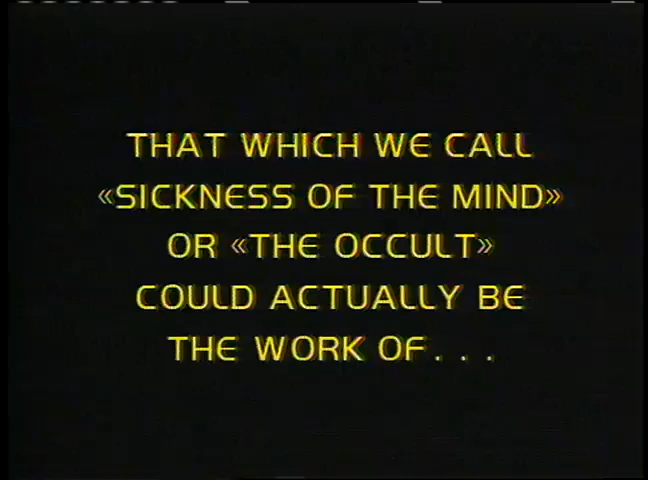 THAT WHICH WE CALL
«SICKNESS OF THE MIND»
OR «THE OCCULT»
COULD ACTUALLY BE
THE WORK OF...